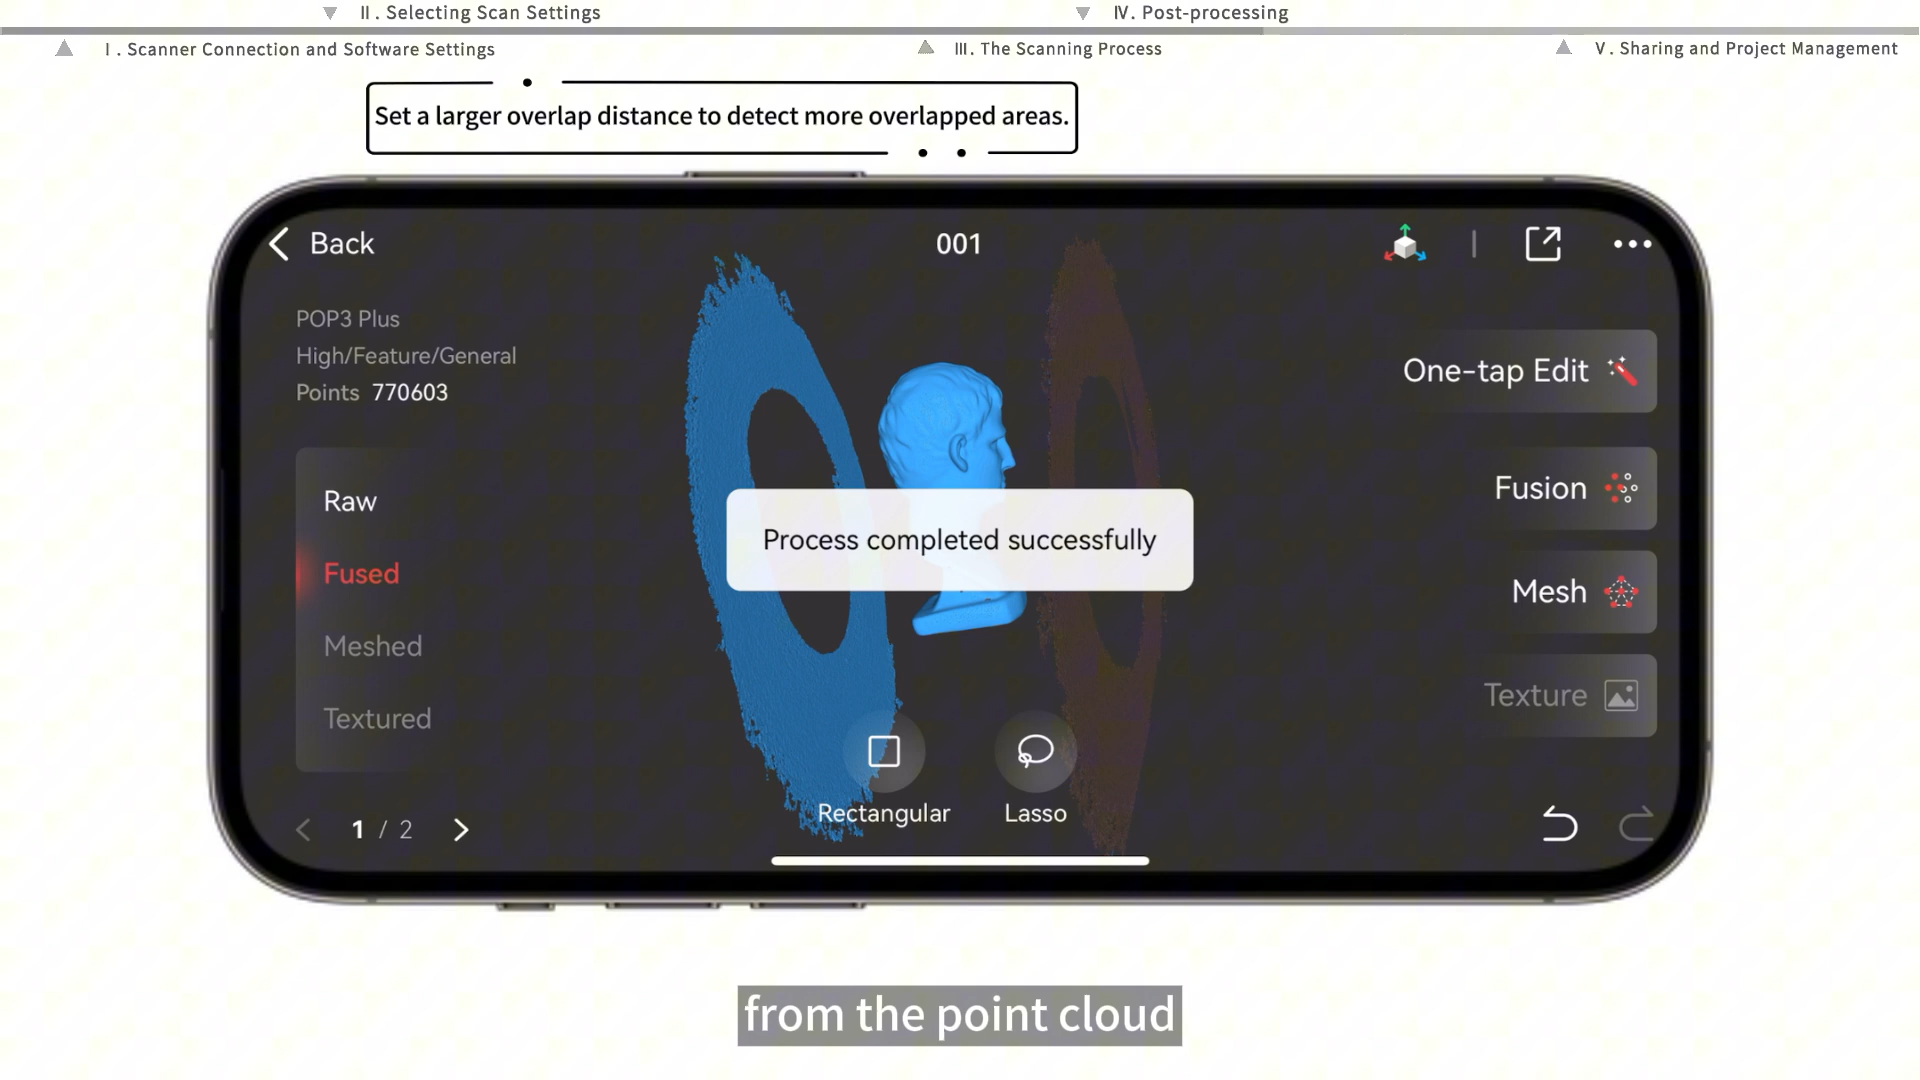 II . Selecting Scan Settings
IV. Post-processing
I . Scanner Connection and Software Settings
III. The Scanning Process
V . Sharing and Project Management
Set a larger overlap distance to detect more overlapped areas.
Back
001
POP3 Plus
High/Feature/General
Points 770603
One-tap Edit
Fusion
Mesh
Texture
Raw
Fused
Meshed
Textured
Process completed successfully
Rectangular
Lasso
1 / 2
from the point cloud